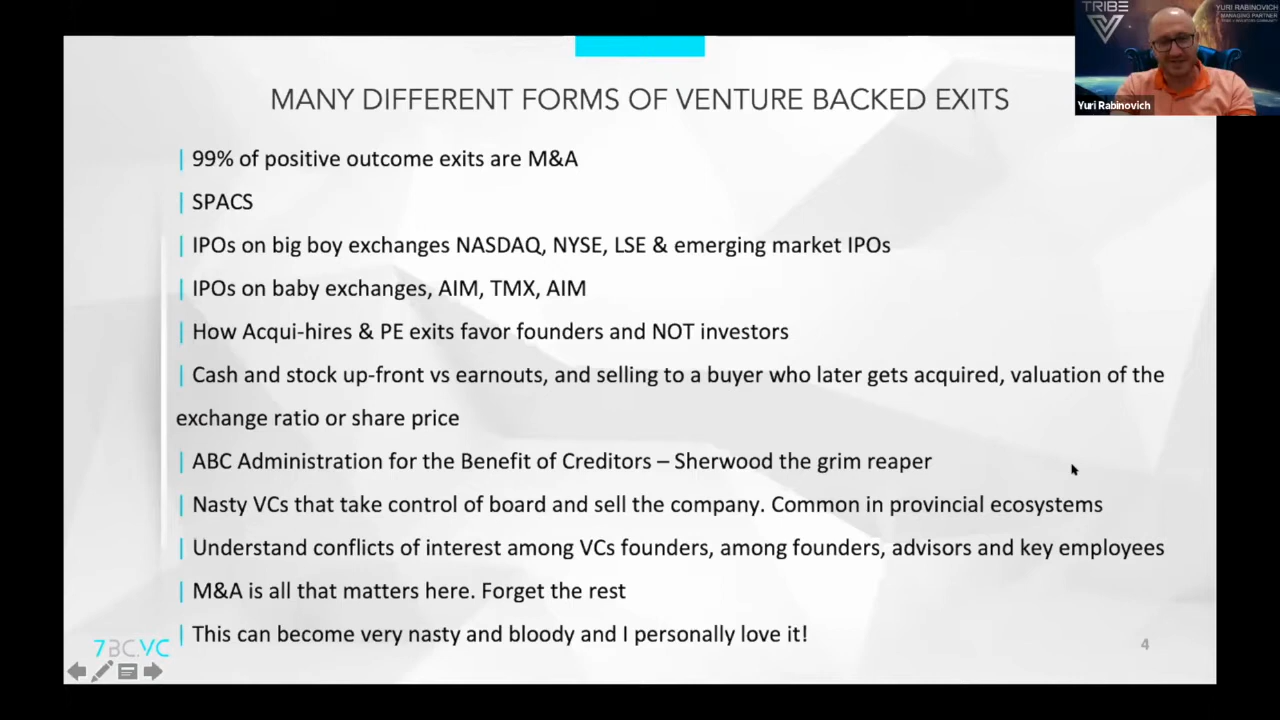 TRIBE
YURI RABINOVICH
MANAGING PARTNER
Yuri Rabinovich
MANY DIFFERENT FORMS OF VENTURE BACKED EXITS
| 99% of positive outcome exits are M&A
| SPACS
| IPOs on big boy exchanges NASDAQ, NYSE, LSE & emerging market IPOs
| IPOs on baby exchanges, AIM, TMX, AIM
| How Acqui-hires & PE exits favor founders and NOT investors
| Cash and stock up-front vs earnouts, and selling to a buyer who later gets acquired, valuation of the
exchange ratio or share price
| ABC Administration for the Benefit of Creditors – Sherwood the grim reaper
| Nasty VCs that take control of board and sell the company. Common in provincial ecosystems
| Understand conflicts of interest among VCs founders, among founders, advisors and key employees
| M&A is all that matters here. Forget the rest
| This can become very nasty and bloody and I personally love it!
7BC.VC
4